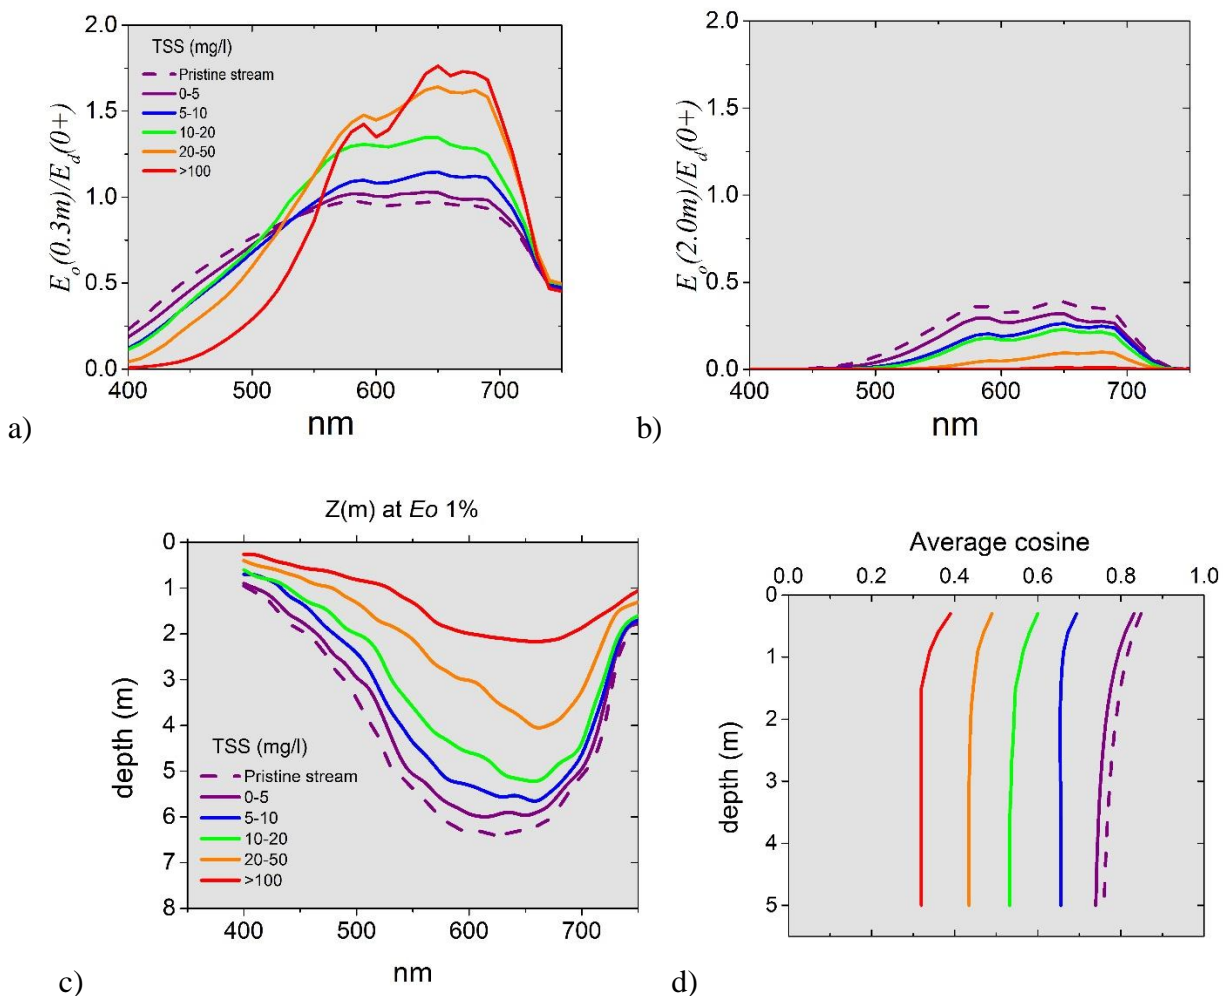 2.0
1.5
1.0
0.5
0.0
E_o(0.3m)/E_d(0+)
TSS (mg/l)
Pristine stream
0-5
5-10
10-20
20-50
>100
400 500 600 700
nm
a)
2.0
1.5
1.0
0.5
0.0
E_o(2.0m)/E_d(0+)
400 500 600 700
nm
b)
Z(m) at Eo 1%
0
1
2
3
4
5
6
7
8
depth (m)
TSS (mg/l)
Pristine stream
0-5
5-10
10-20
20-50
>100
400 500 600 700
nm
c)
Average cosine
0.0 0.2 0.4 0.6 0.8 1.0
0
1
2
3
4
5
depth (m)
d)